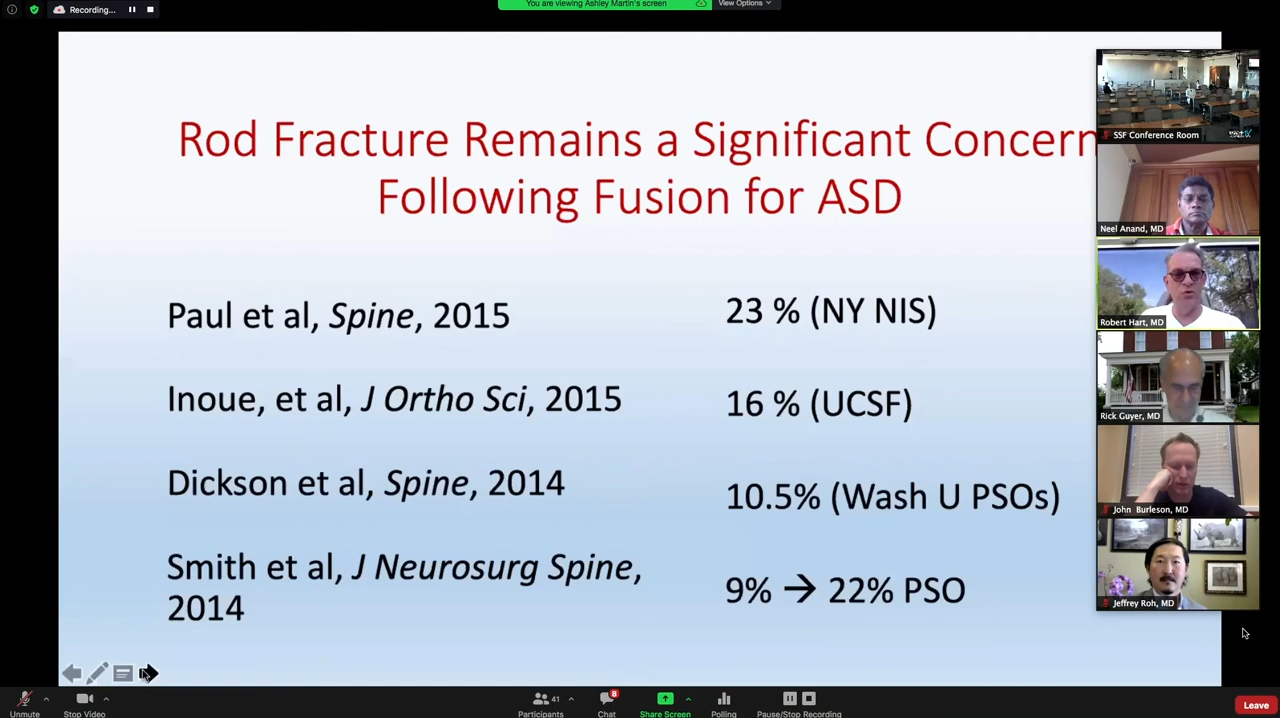 Recording...
You are viewing Ashley Martin's screen
View Options
Rod Fracture Remains a Significant Concern
Following Fusion for ASD
Paul et al, Spine, 2015
23 % (NY NIS)
Inoue, et al, J Ortho Sci, 2015
16 % (UCSF)
Dickson et al, Spine, 2014
10.5% (Wash U PSOs)
Smith et al, J Neurosurg Spine,
2014
9% → 22% PSO
SSF Conference Room
Neel Anand, MD
Robert Hart, MD
Rick Guyer, MD
John Burleson, MD
Jeffrey Roh, MD
Unmute
Stop Video
Participants
41
Chat
8
Share Screen
Polling
Pause/Stop Recording
Leave